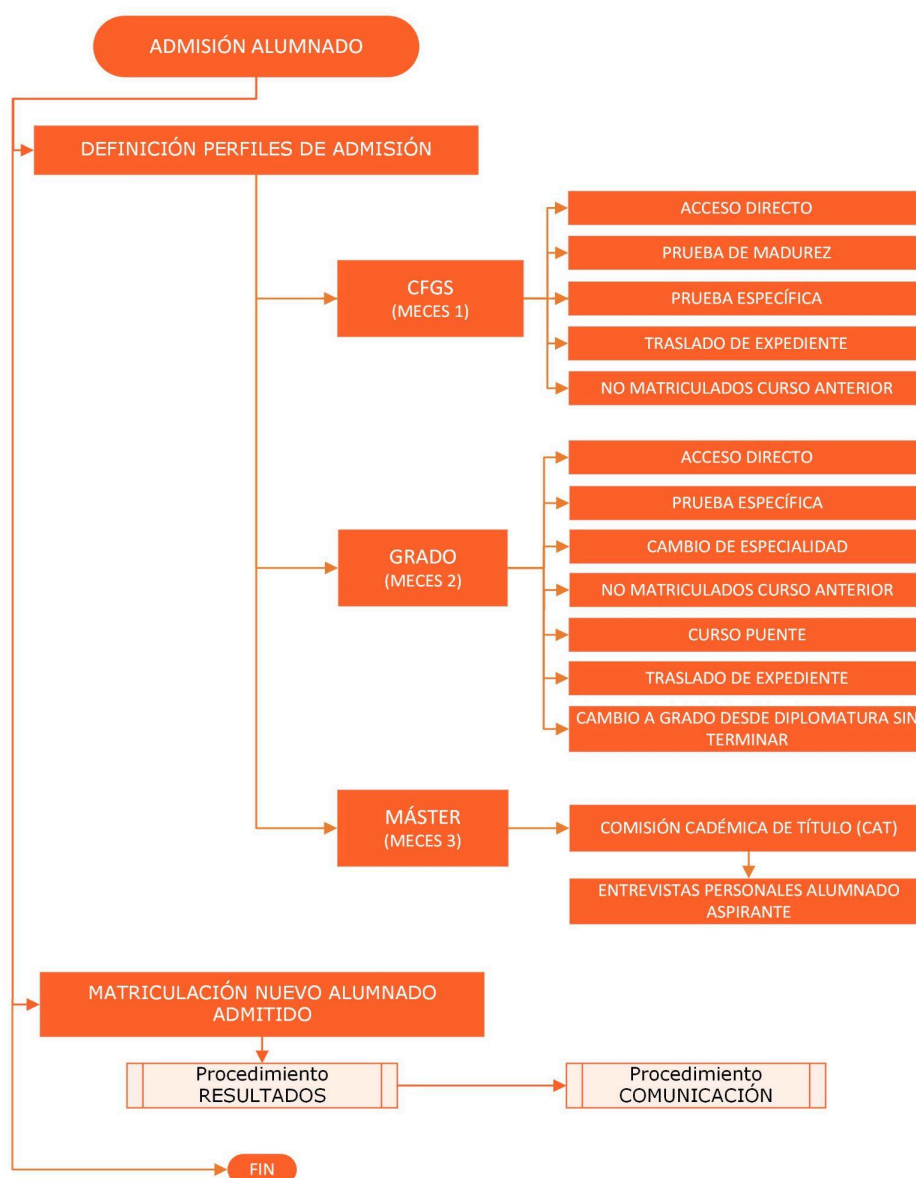 ADMISIÓN ALUMNADO
DEFINICIÓN PERFILES DE ADMISIÓN
CFGS
(MECES 1)
ACCESO DIRECTO
PRUEBA DE MADUREZ
PRUEBA ESPECÍFICA
TRASLADO DE EXPEDIENTE
NO MATRICULADOS CURSO ANTERIOR
GRADO
(MECES 2)
ACCESO DIRECTO
PRUEBA ESPECÍFICA
CAMBIO DE ESPECIALIDAD
NO MATRICULADOS CURSO ANTERIOR
CURSO PUENTE
TRASLADO DE EXPEDIENTE
CAMBIO A GRADO DESDE DIPLOMATURA SIN
TERMINAR
MÁSTER
(MECES 3)
COMISIÓN CADÉMICA DE TÍTULO (CAT)
ENTREVISTAS PERSONALES ALUMNADO
ASPIRANTE
MATRICULACIÓN NUEVO ALUMNADO
ADMITIDO
Procedimiento
RESULTADOS
Procedimiento
COMUNICACIÓN
FIN